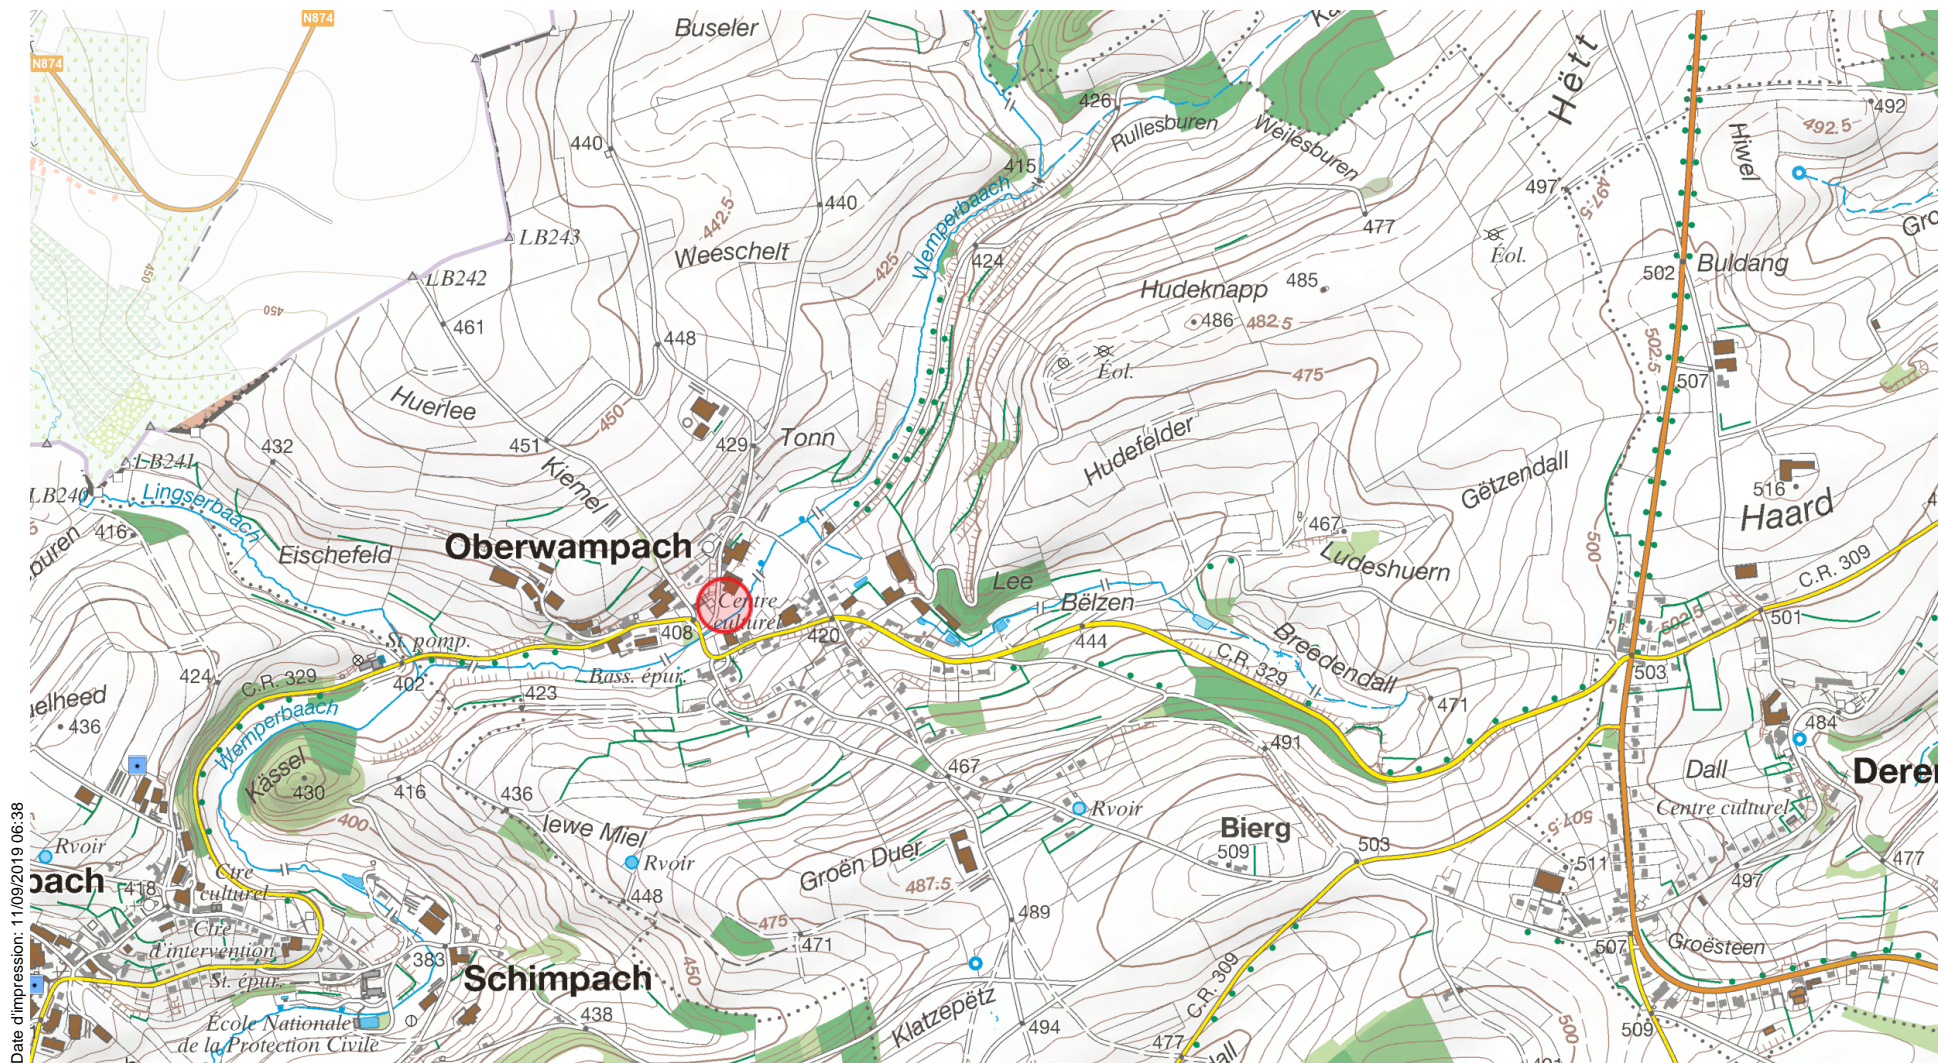 N874
N874
Buseler
Hëtt
426
Rullesburen
Weilesburen
492
492.5
Hiwel
440
415
Wemperbaach
497
497.5
440
442.5
477
LB243
Weeschelt
425
424
Éol.
502
Buldang
450
LB242
Hudeknapp
485
450
461
486
482.5
448
502.5
Éol.
475
507
Huerlee
450
432
451
429
Tonn
Hudefelder
LB241
Kiemel
Götzendall
LB240
Lingserbaach
516
Haard
416
467
Oberwampach
500
Eischefeld
Ludeshuern
C.R. 309
Lee
Centre
culturel
Bëlzen
408
420
444
502.5
501
St. pomp.
Breedendall
424
C.R. 329
402
Bass. épur.
C.R. 329
503
423
471
436
Wemperbaach
484
491
Kässel
467
Dall
430
416
436
Centre culturel
400
Iewe Miel
Rvoir
507.5
Bierg
Rvoir
Rvoir
503
Groën Duer
509
511
477
Ctre
culturel
418
487.5
497
448
489
475
Ctre
d'intervention
471
507
Groësteen
383
St. épur.
Schimpach
450
C.R. 309
Klatzepëtz
École Nationale
de la Protection Civile
438
494
500
509
477
Date d'impression: 11/09/2019 06:38